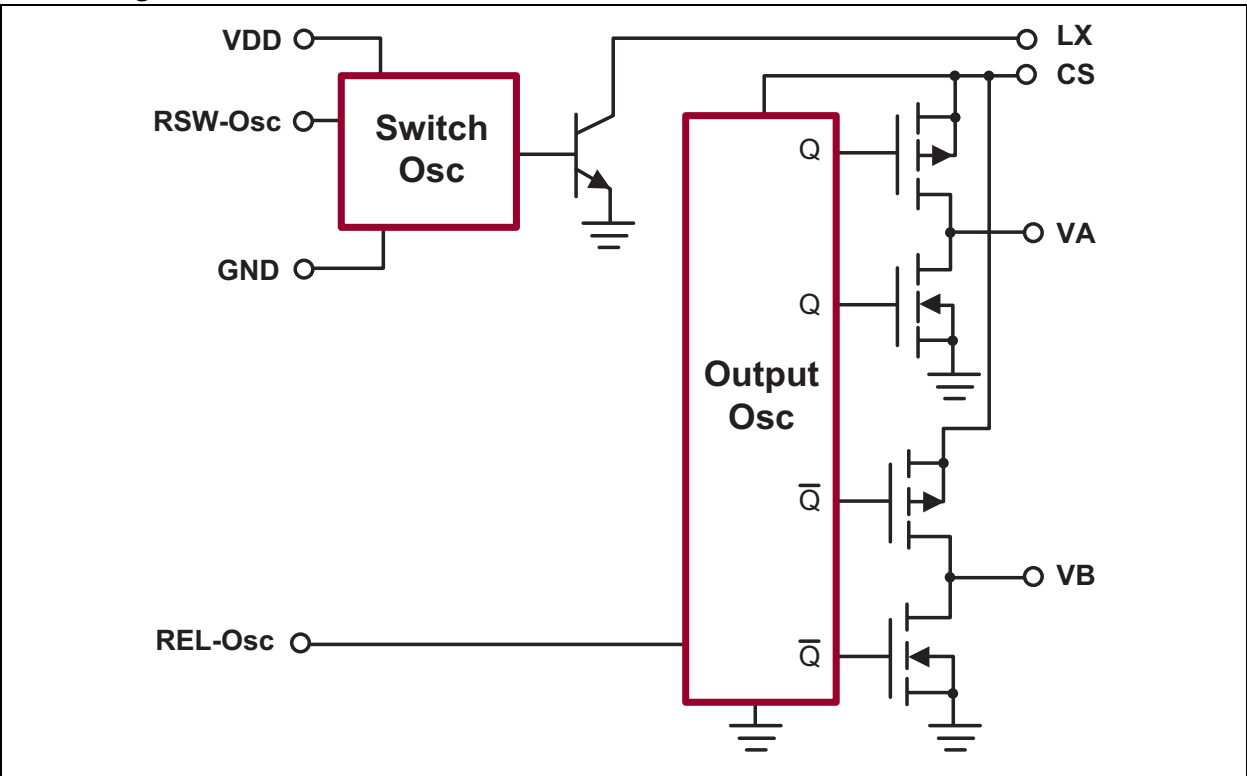 VDD
LX
CS
RSW-Osc
Switch
Osc
Q
VA
GND
Q
Output
Osc
Q̅
VB
REL-Osc
Q̅